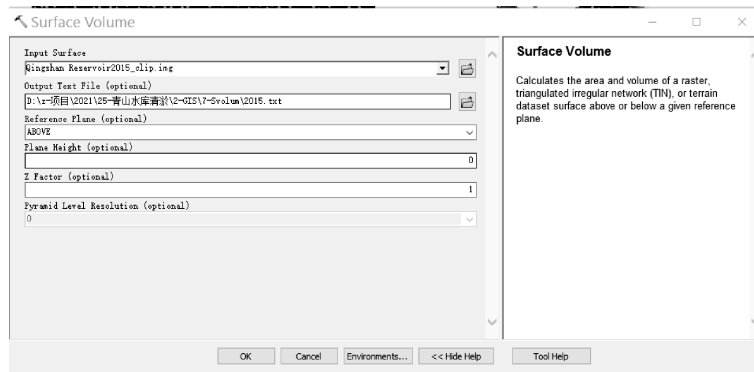 Surface Volume
Input Surface
Qingshan Reservoir2015_clip.img
Output Text File (optional)
D:\z-项目\2021\25-青山水库清淤\2-GIS\7-Svolum\2015.txt
Reference Plane (optional)
ABOVE
Plane Height (optional)
0
Z Factor (optional)
1
Pyramid Level Resolution (optional)
0
Surface Volume
Calculates the area and volume of a raster,
triangulated irregular network (TIN), or terrain
dataset surface above or below a given reference
plane.
OK Cancel Environments... << Hide Help Tool Help